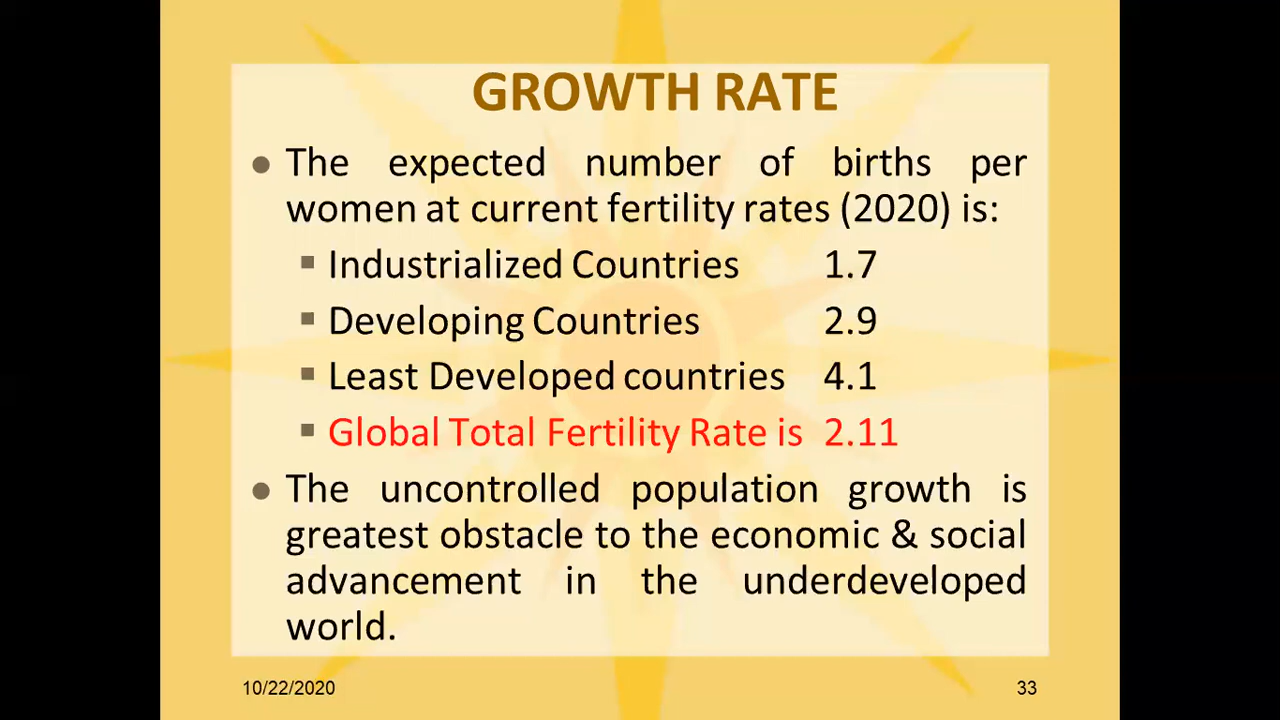 GROWTH RATE
● The expected number of births per
women at current fertility rates (2020) is:
▪ Industrialized Countries 1.7
▪ Developing Countries 2.9
▪ Least Developed countries 4.1
▪ Global Total Fertility Rate is 2.11
● The uncontrolled population growth is
greatest obstacle to the economic & social
advancement in the underdeveloped
world.
10/22/2020 33